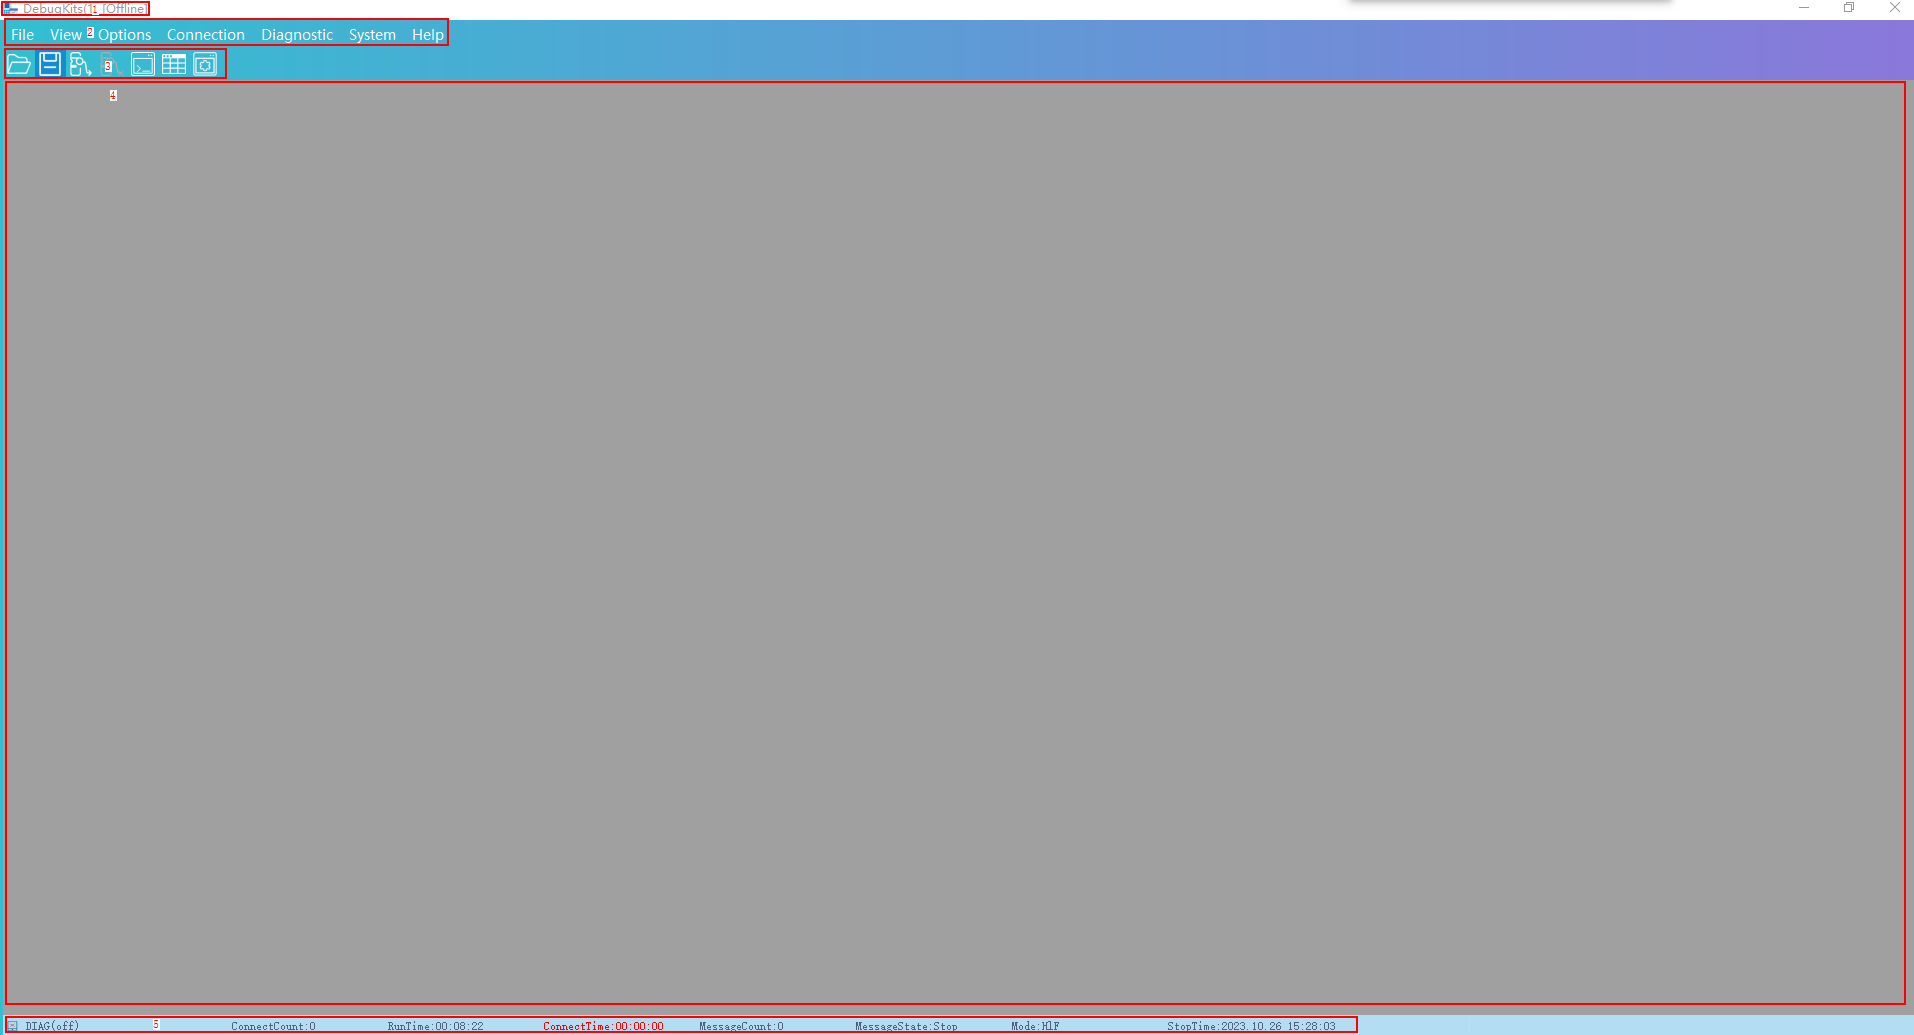 DebugKits(1) [Offline]
1
File View Options Connection Diagnostic System Help
2
3
4
DIAG(off) ConnectCount:0 RunTime:00:08:22 ConnectTime:00:00:00 MessageCount:0 MessageState:Stop Mode:HlF StopTime:2023.10.26 15:28:03
5